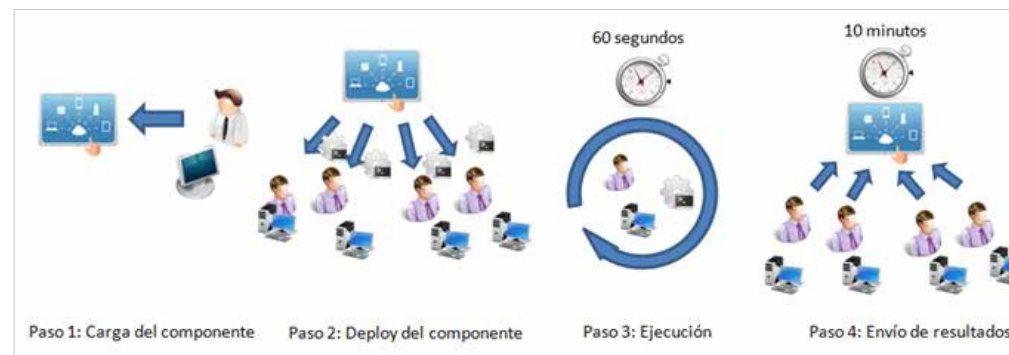 60 segundos
10 minutos
Paso 1: Carga del componente
Paso 2: Deploy del componente
Paso 3: Ejecución
Paso 4: Envío de resultados